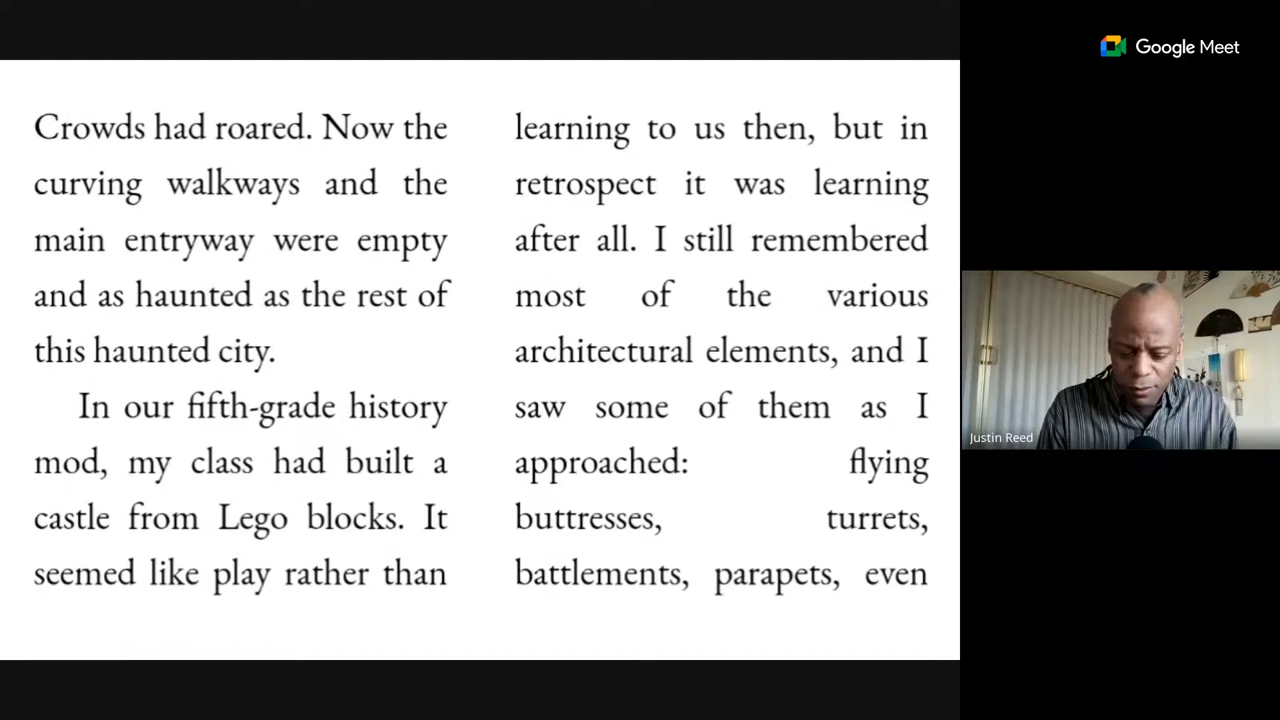 Crowds had roared. Now the
curving walkways and the
main entryway were empty
and as haunted as the rest of
this haunted city.
In our fifth-grade history
mod, my class had built a
castle from Lego blocks. It
seemed like play rather than
learning to us then, but in
retrospect it was learning
after all. I still remembered
most of the various
architectural elements, and I
saw some of them as I
approached: flying
buttresses, turrets,
battlements, parapets, even
Google Meet
Justin Reed